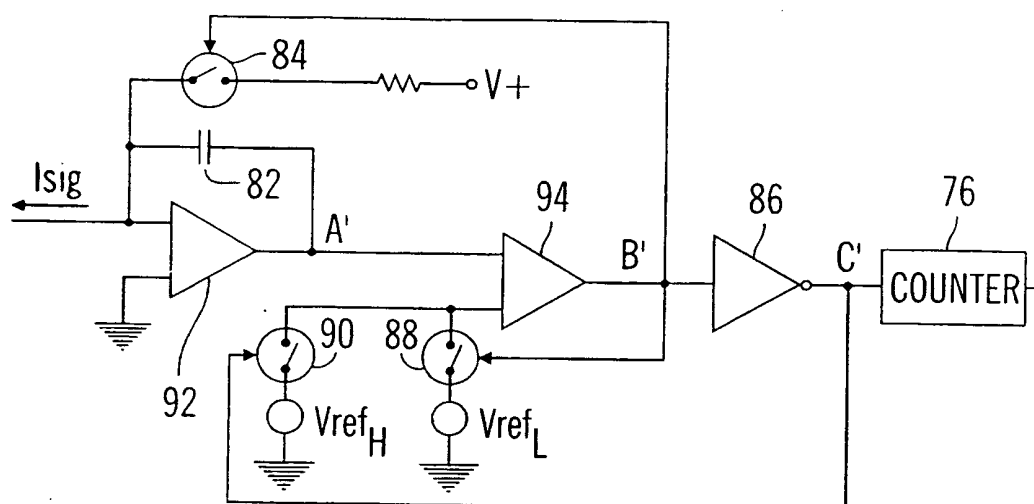 84
V+
Isig
82
94
86
76
A'
B'
C'
COUNTER
90
88
92
VrefH
VrefL